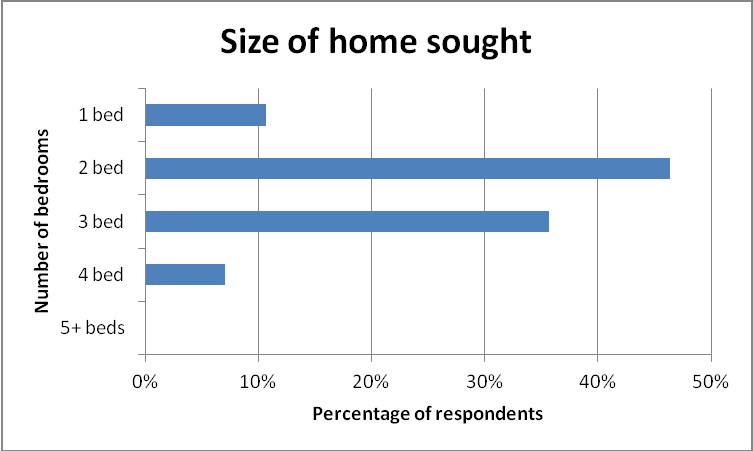 Size of home sought
Number of bedrooms
1 bed
2 bed
3 bed
4 bed
5+ beds
0% 10% 20% 30% 40% 50%
Percentage of respondents